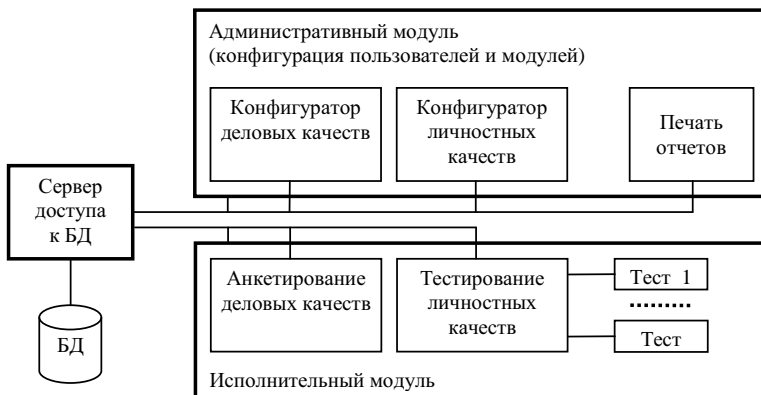 Административный модуль
(конфигурация пользователей и модулей)
Конфигуратор
деловых качеств
Конфигуратор
личностных
качеств
Печать
отчетов
Сервер
доступа
к БД
БД
Анкетирование
деловых качеств
Тестирование
личностных
качеств
Тест 1
Тест
Исполнительный модуль